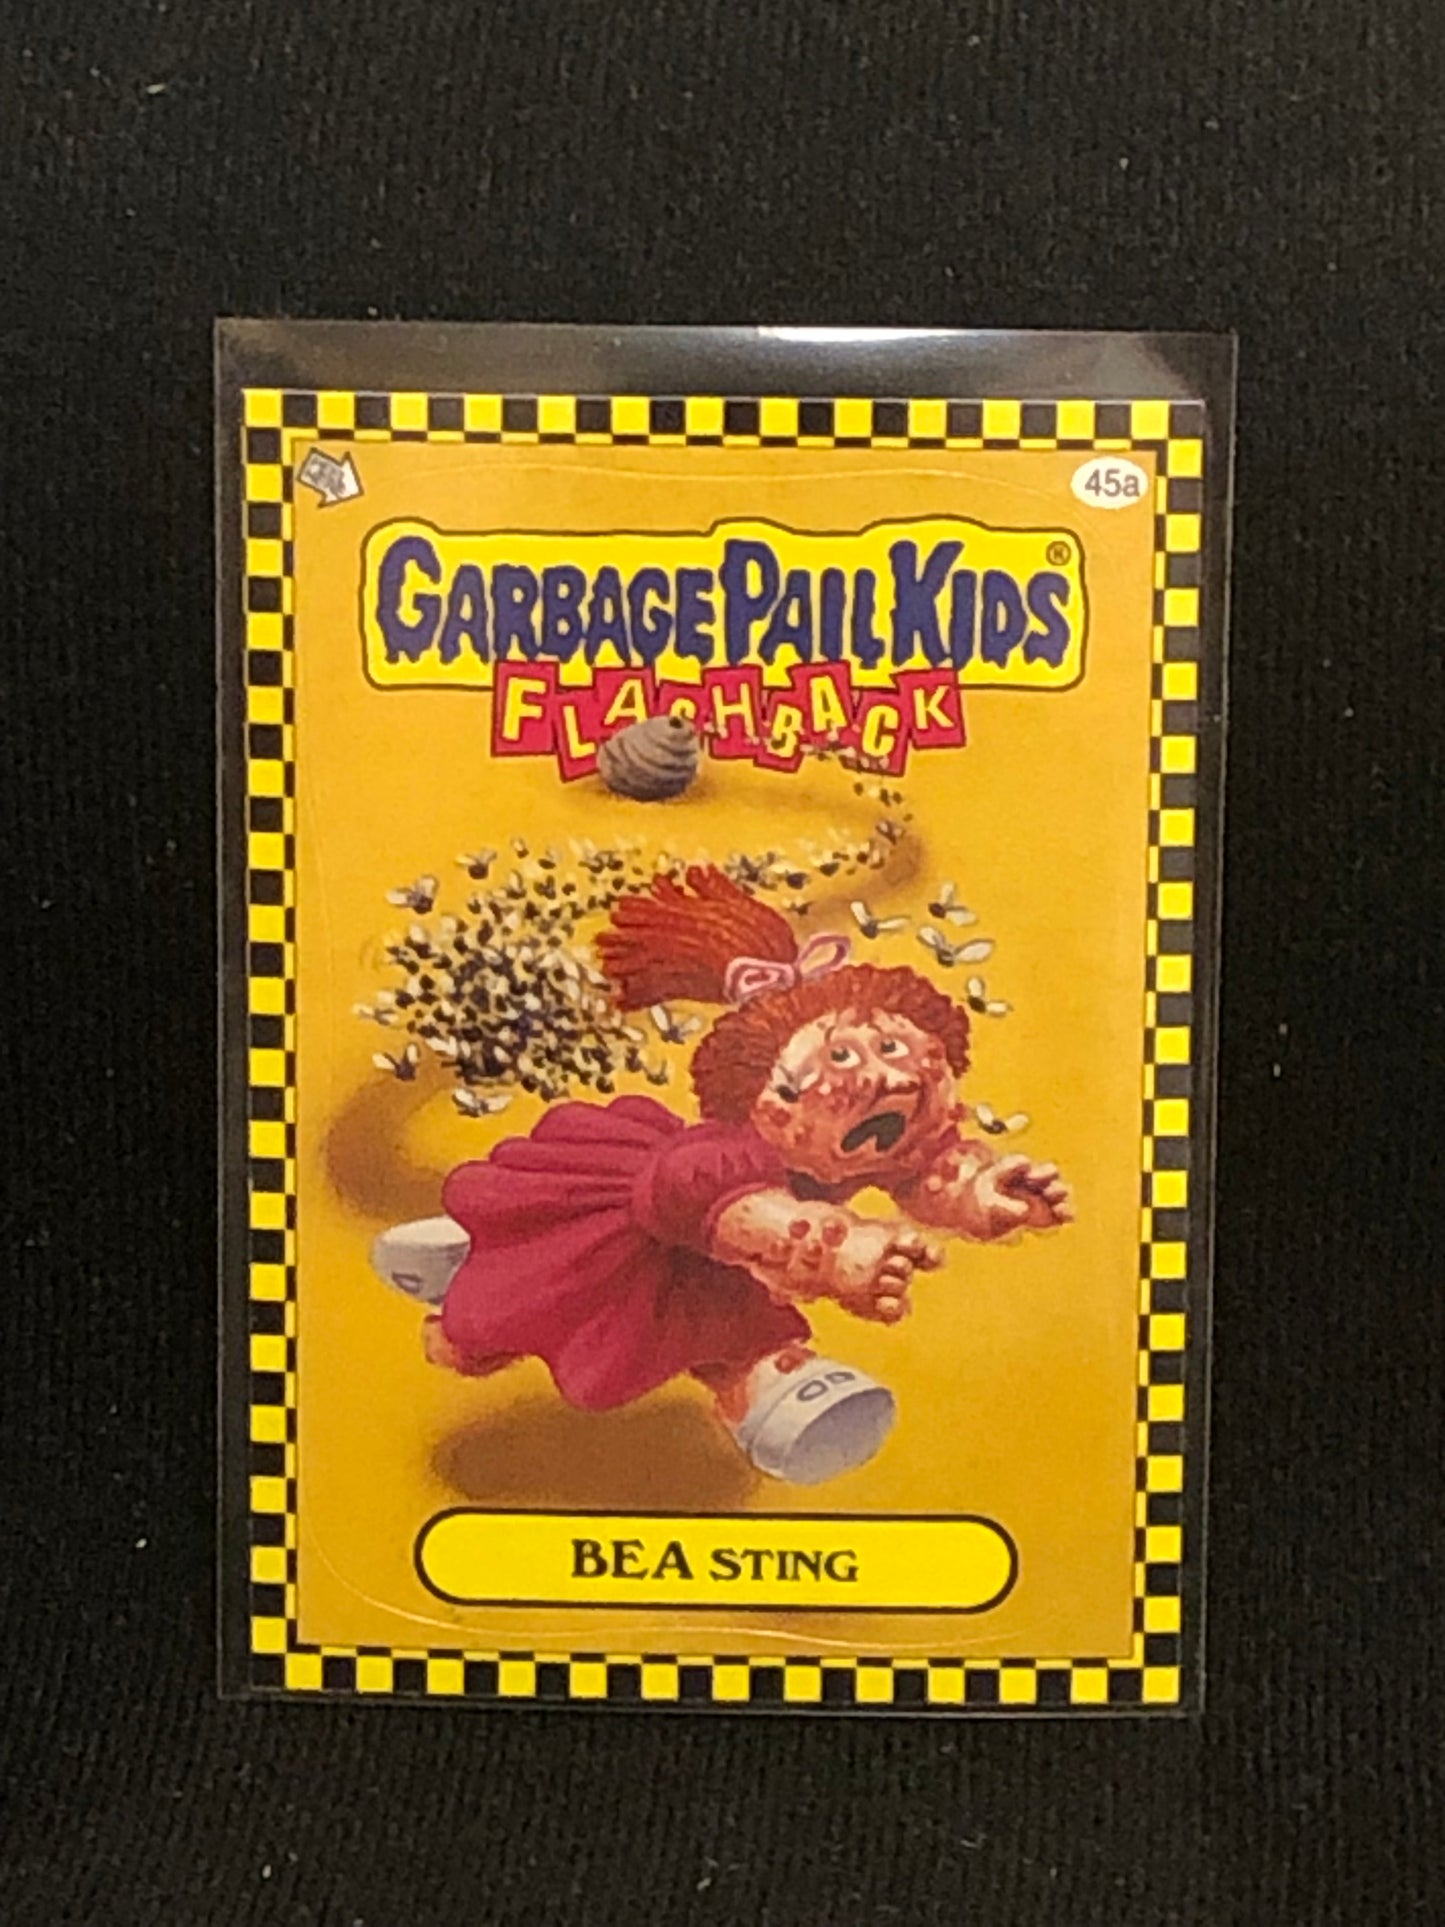 45a
GARBAGE PAIL KIDS®
FLASHBACK
BEA STING